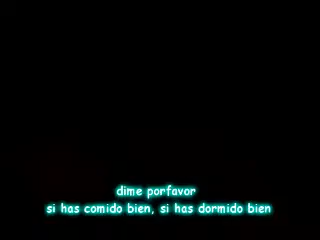 dime porfavor
si has comido bien, si has dormido bien